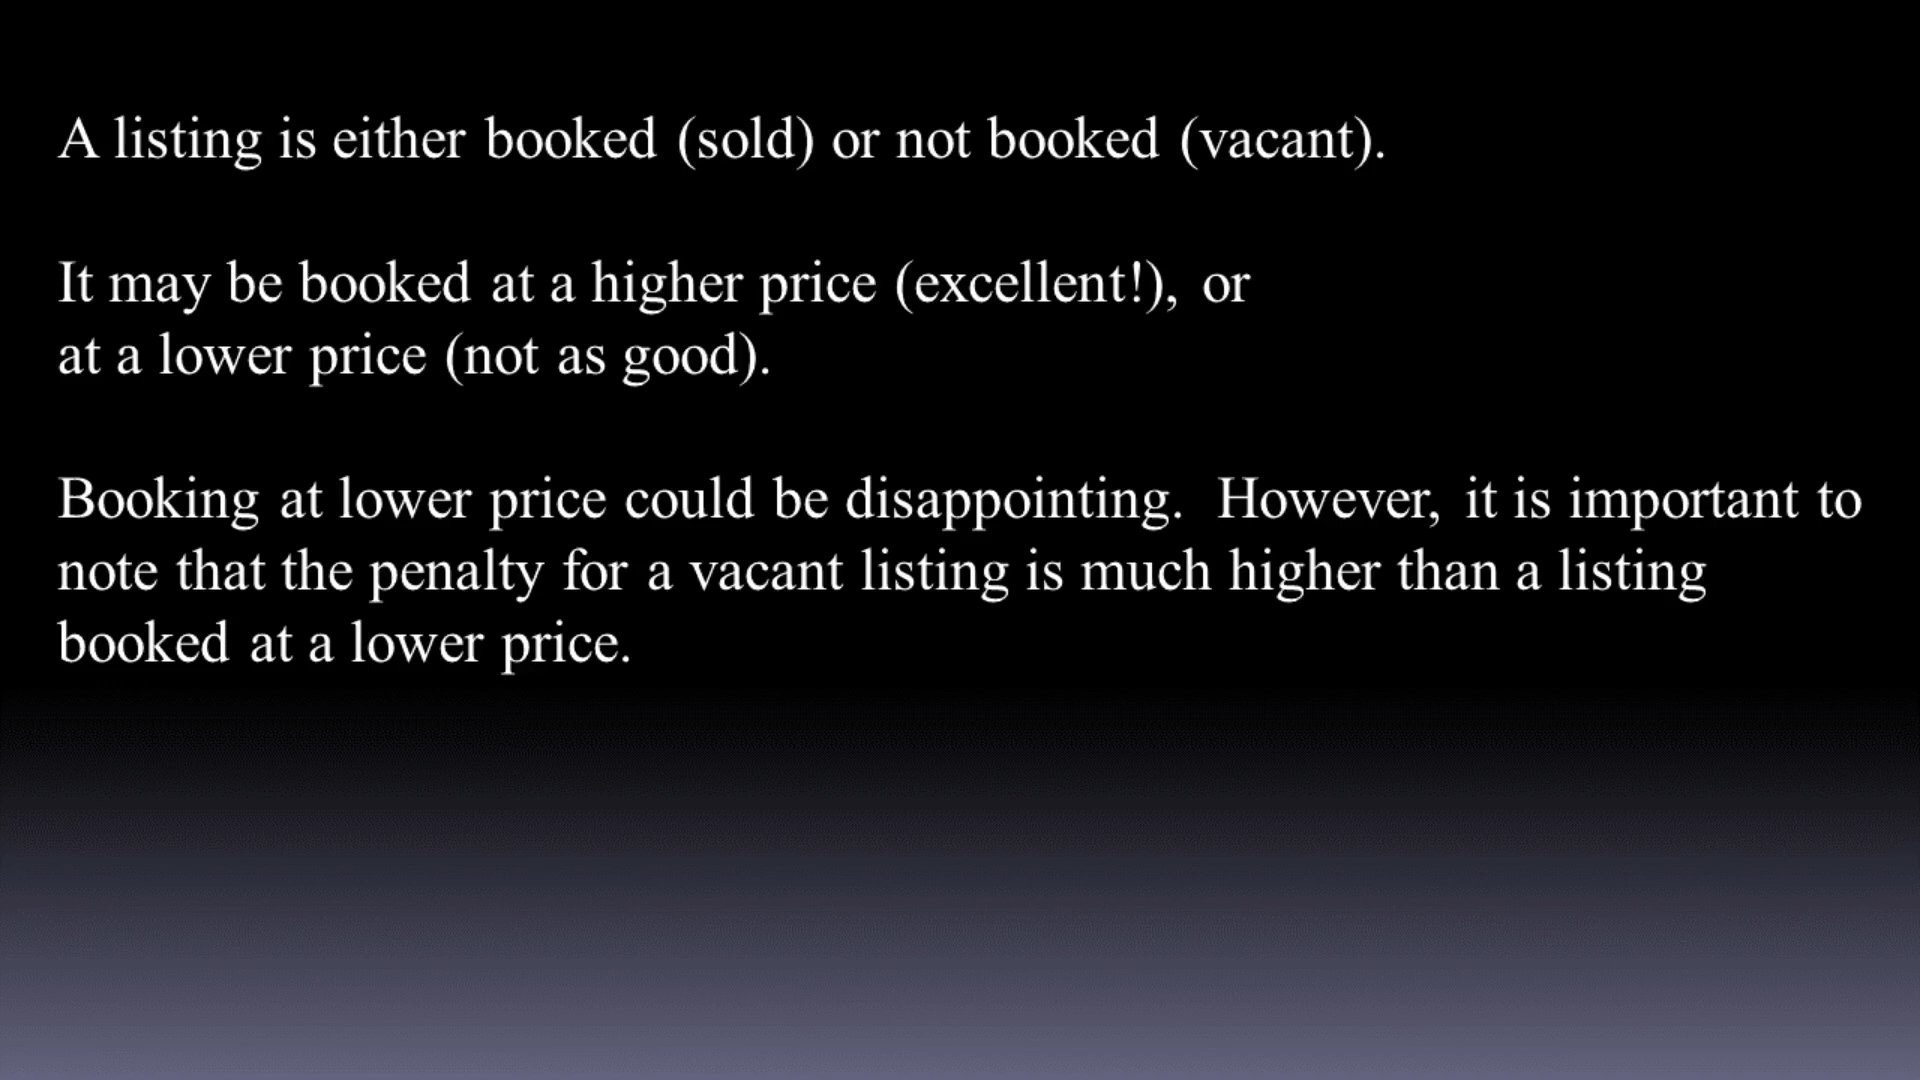 A listing is either booked (sold) or not booked (vacant).
It may be booked at a higher price (excellent!), or
at a lower price (not as good).
Booking at lower price could be disappointing. However, it is important to
note that the penalty for a vacant listing is much higher than a listing
booked at a lower price.